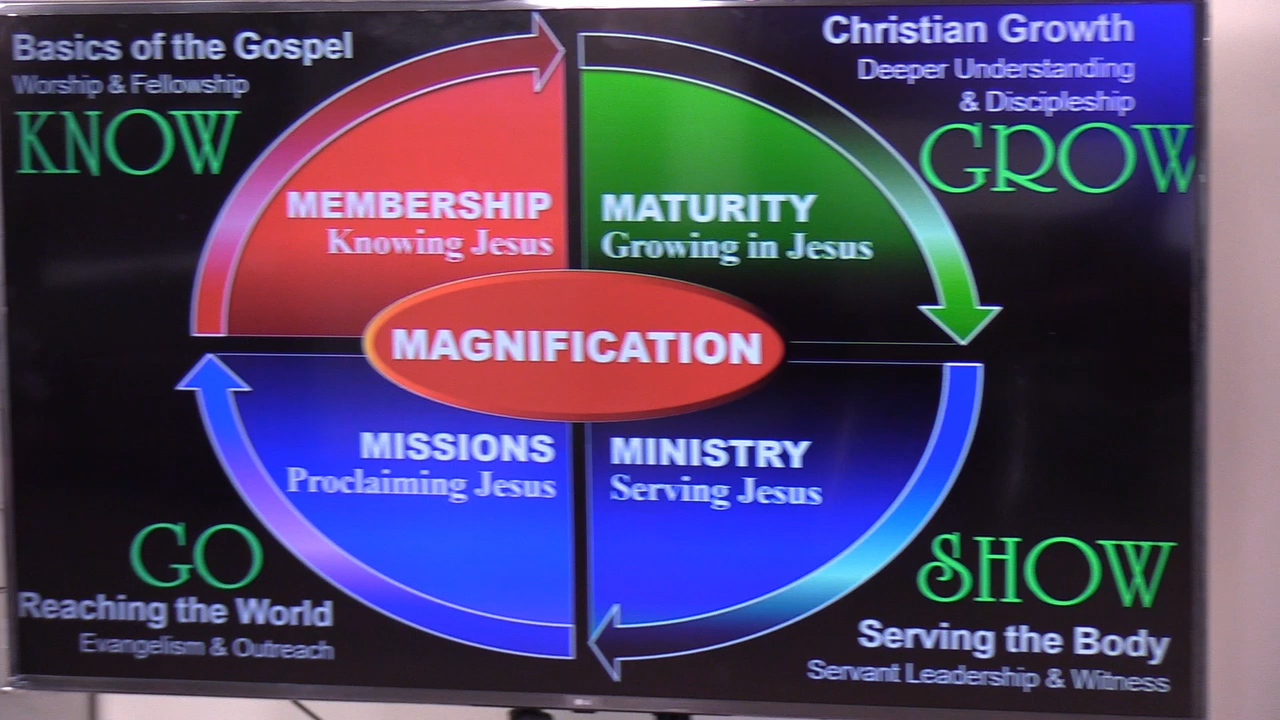 Basics of the Gospel
Worship & Fellowship
KNOW
Christian Growth
Deeper Understanding
& Discipleship
GROW
MEMBERSHIP
Knowing Jesus
MATURITY
Growing in Jesus
MAGNIFICATION
MISSIONS
Proclaiming Jesus
MINISTRY
Serving Jesus
GO
Reaching the World
Evangelism & Outreach
SHOW
Serving the Body
Servant Leadership & Witness